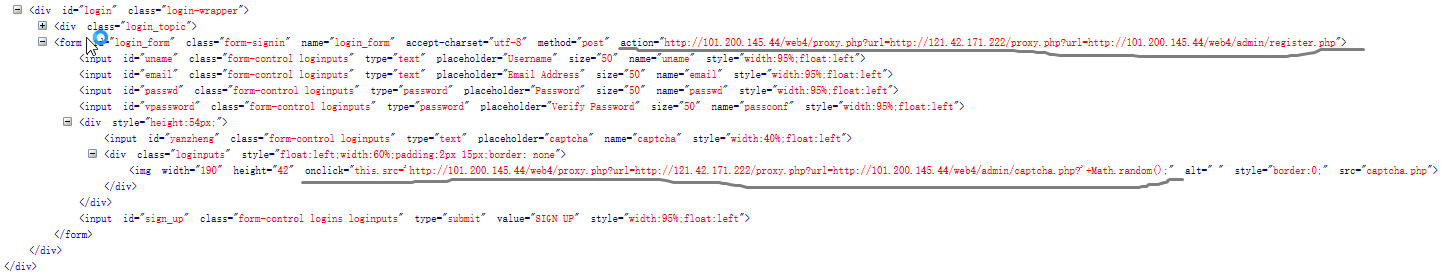 <div id="login" class="login-wrapper">
<div class="login_topic">
<form id="login_form" class="form-signin" name="login_form" accept-charset="utf-8" method="post" action="http://101.200.145.44/web4/proxy.php?url=http://121.42.171.222/proxy.php?url=http://101.200.145.44/web4/admin/register.php">
<input id="uname" class="form-control loginputs" type="text" placeholder="Username" size="50" name="uname" style="width:95%;float:left">
<input id="email" class="form-control loginputs" type="text" placeholder="Email Address" size="50" name="email" style="width:95%;float:left">
<input id="passwd" class="form-control loginputs" type="password" placeholder="Password" size="50" name="passwd" style="width:95%;float:left">
<input id="vpassword" class="form-control loginputs" type="password" placeholder="Verify Password" size="50" name="passconf" style="width:95%;float:left">
<div style="height:54px;">
<input id="yanzheng" class="form-control loginputs" type="text" placeholder="captcha" name="captcha" style="width:40%;float:left">
<div class="loginputs" style="float:left;width:60%;padding:2px 15px;border: none">
<img width="190" height="42" onclick="this.src='http://101.200.145.44/web4/proxy.php?url=http://121.42.171.222/proxy.php?url=http://101.200.145.44/web4/admin/captcha.php?'+Math.random();" alt=" " style="border:0;" src="captcha.php">
</div>
</div>
<input id="sign_up" class="form-control logins loginputs" type="submit" value="SIGN UP" style="width:95%;float:left">
</form>
</div>
</div>